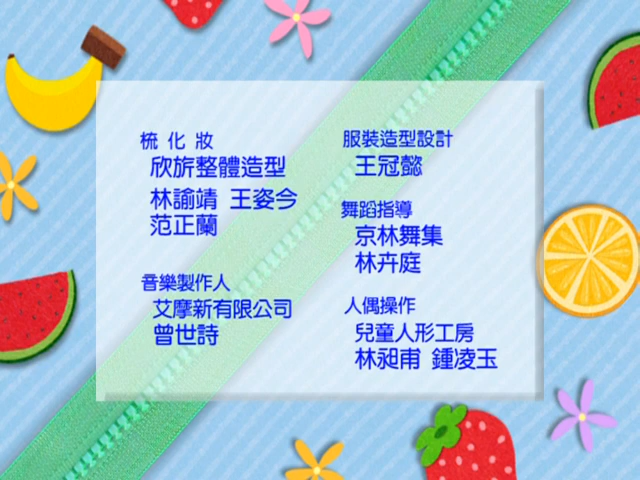 梳 化 妝
欣旂整體造型
林諭靖 王姿今
范正蘭
音樂製作人
艾摩新有限公司
曾世詩
服裝造型設計
王冠懿
舞蹈指導
京林舞集
林卉庭
人偶操作
兒童人形工房
林昶甫 鍾凌玉